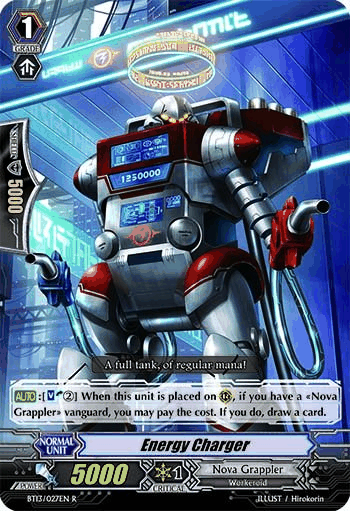 1
GRADE
1250000
SHIELD
5000
A full tank, of regular mana!
AUTO: [V ②] When this unit is placed on R, if you have a «Nova
Grappler» vanguard, you may pay the cost. If you do, draw a card.
NORMAL
UNIT
Energy Charger
POWER
5000
1
CRITICAL
Nova Grappler
Workeroid
BT13/027EN R
ILLUST / Hirokorin